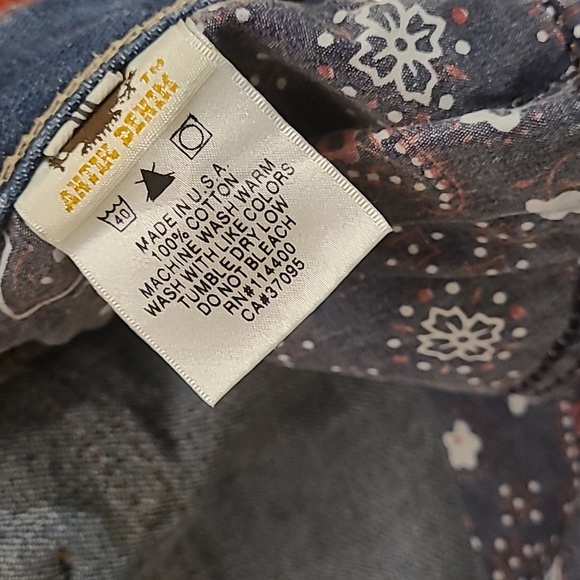 ANTIK DENIM™
40
MADE IN U.S.A.
100% COTTON
MACHINE WASH WARM
WASH WITH LIKE COLORS
TUMBLE DRY LOW
DO NOT BLEACH
RN#114400
CA#37095